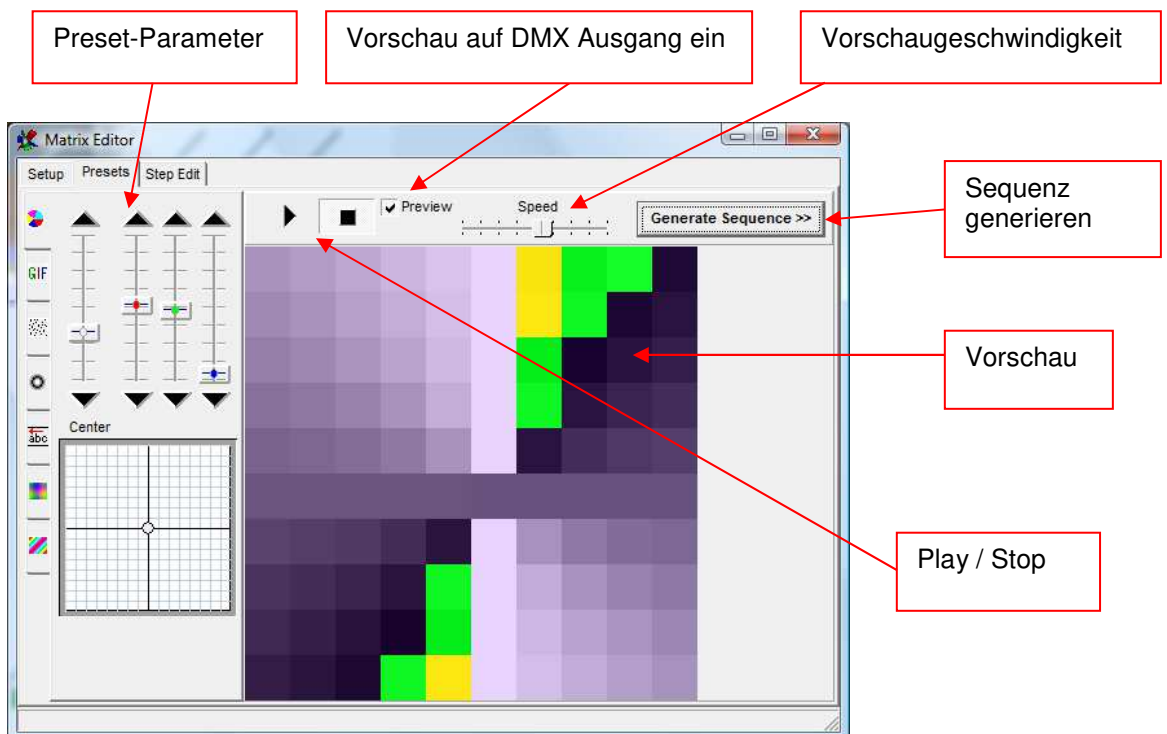 Preset-Parameter
Vorschau auf DMX Ausgang ein
Vorschaugeschwindigkeit
Matrix Editor
Setup Presets Step Edit
Preview
Speed
Generate Sequence >>
Sequenz
generieren
GIF
Vorschau
abc
Center
Play / Stop